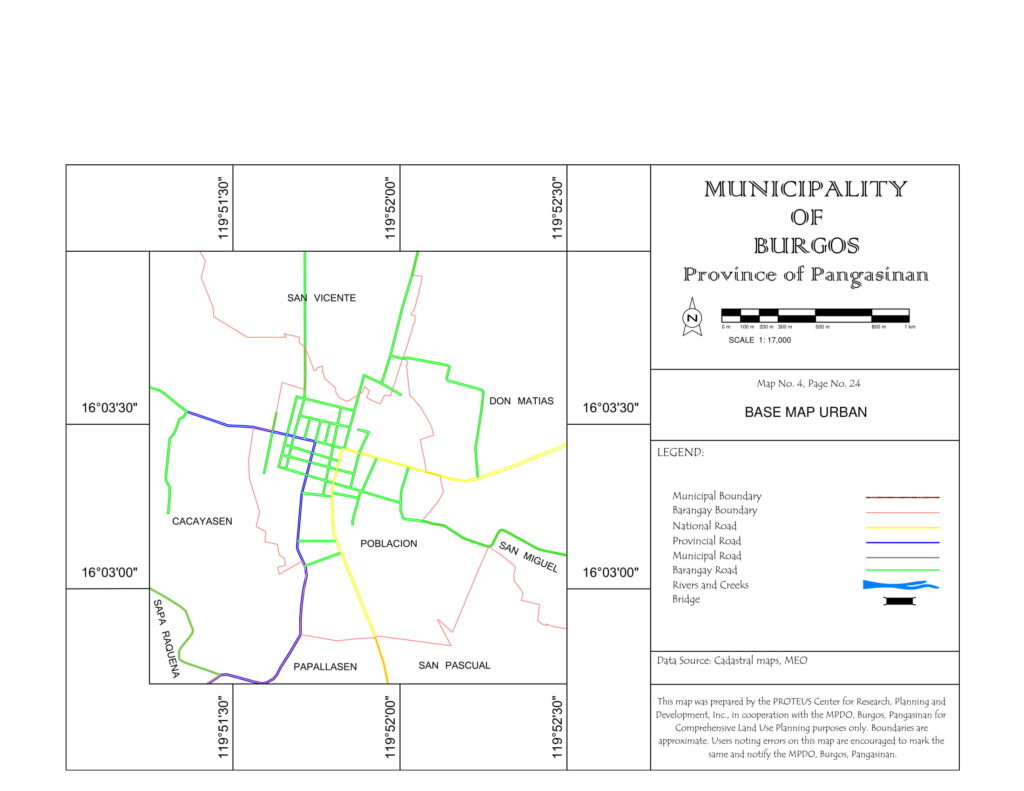 119°51'30"
119°52'00"
119°52'30"
MUNICIPALITY
OF
BURGOS
Province of Pangasinan
N
0 m 100 m 200 m 300 m 500 m 800 m 1 km
SCALE 1: 17,000
Map No. 4, Page No. 24
BASE MAP URBAN
LEGEND:
Municipal Boundary
Barangay Boundary
National Road
Provincial Road
Municipal Road
Barangay Road
Rivers and Creeks
Bridge
Data Source: Cadastral maps, MEO
This map was prepared by the PROTEUS Center for Research, Planning and
Development, Inc., in cooperation with the MPDO, Burgos, Pangasinan for
Comprehensive Land Use Planning purposes only. Boundaries are
approximate. Users noting errors on this map are encouraged to mark the
same and notify the MPDO, Burgos, Pangasinan.
SAN VICENTE
DON MATIAS
16°03'30"
16°03'30"
CACAYASEN
POBLACION
SAN MIGUEL
16°03'00"
16°03'00"
SAPA RAQUENA
PAPALLASEN
SAN PASCUAL
119°51'30"
119°52'00"
119°52'30"